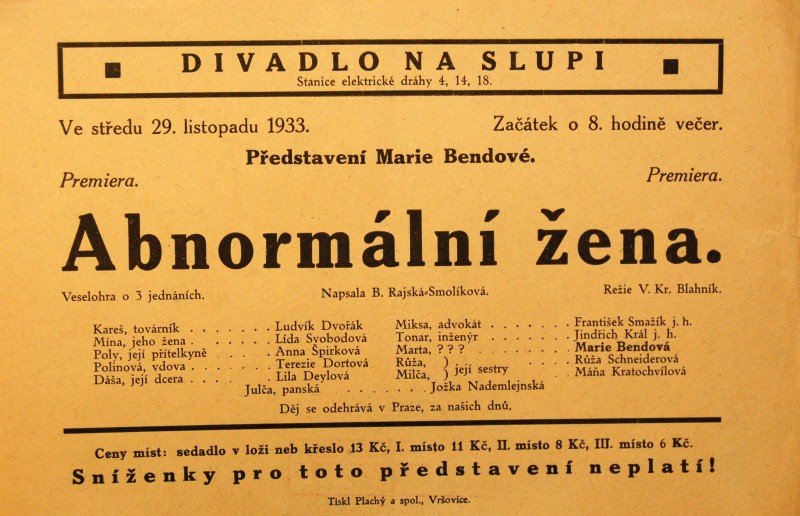 DIVADLO NA SLUPI
Stanice elektrické dráhy 4, 14, 18.
Ve středu 29. listopadu 1933. Začátek o 8. hodině večer.
Představení Marie Bendové.
Premiera. Premiera.
Abnormální žena.
Veselohra o 3 jednáních. Napsala B. Rajská-Smolíková. Režie V. Kr. Blahník.
Kareš, továrník . . . . . . . Ludvík Dvořák
Mína, jeho žena . . . . . . . Lída Svobodová
Poly, její přítelkyně . . . . . Anna Špirková
Polinová, vdova . . . . . . . Terezie Dortová
Dáša, její dcera . . . . . . . Lila Deylová
Miksa, advokát . . . . . . . František Smažík j. h.
Tonar, inženýr . . . . . . . Jindřich Král j. h.
Marta, ? ? ? . . . . . . . . Marie Bendová
Růža, } její sestry . . . . . Růža Schneiderová
Milča, } Máňa Kratochvílová
Julča, panská . . . . . . . Jožka Nademlejnská
Děj se odehrává v Praze, za našich dnů.
Ceny míst: sedadlo v loži neb křeslo 13 Kč, I. místo 11 Kč, II. místo 8 Kč, III. místo 6 Kč.
Sníženky pro toto představení neplatí!
Tiskl Plachý a spol., Vršovice.